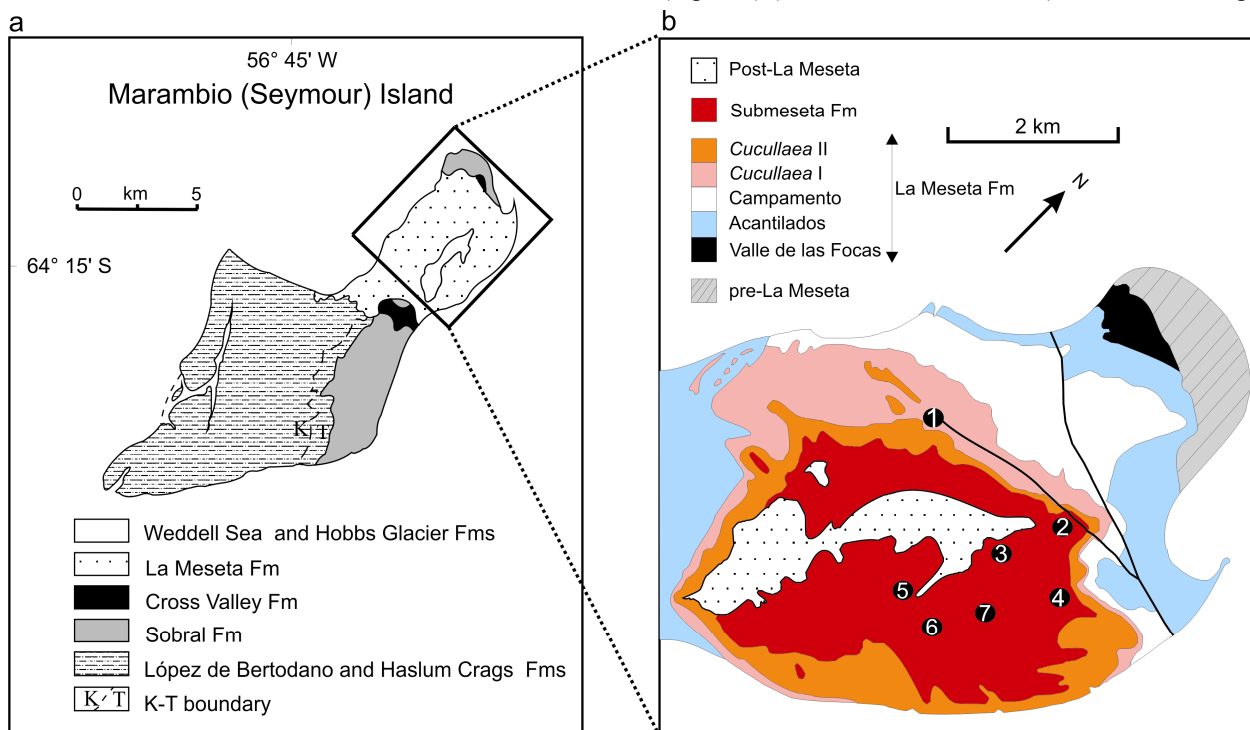 a
56° 45' W
Marambio (Seymour) Island
0 km 5
64° 15' S
K T
Weddell Sea and Hobbs Glacier Fms
La Meseta Fm
Cross Valley Fm
Sobral Fm
López de Bertodano and Haslum Crags Fms
K T K-T boundary
b
Post-La Meseta
Submeseta Fm
Cucullaea II
Cucullaea I
Campamento
Acantilados
Valle de las Focas
La Meseta Fm
pre-La Meseta
2 km
N
1
2
3
4
5
6
7